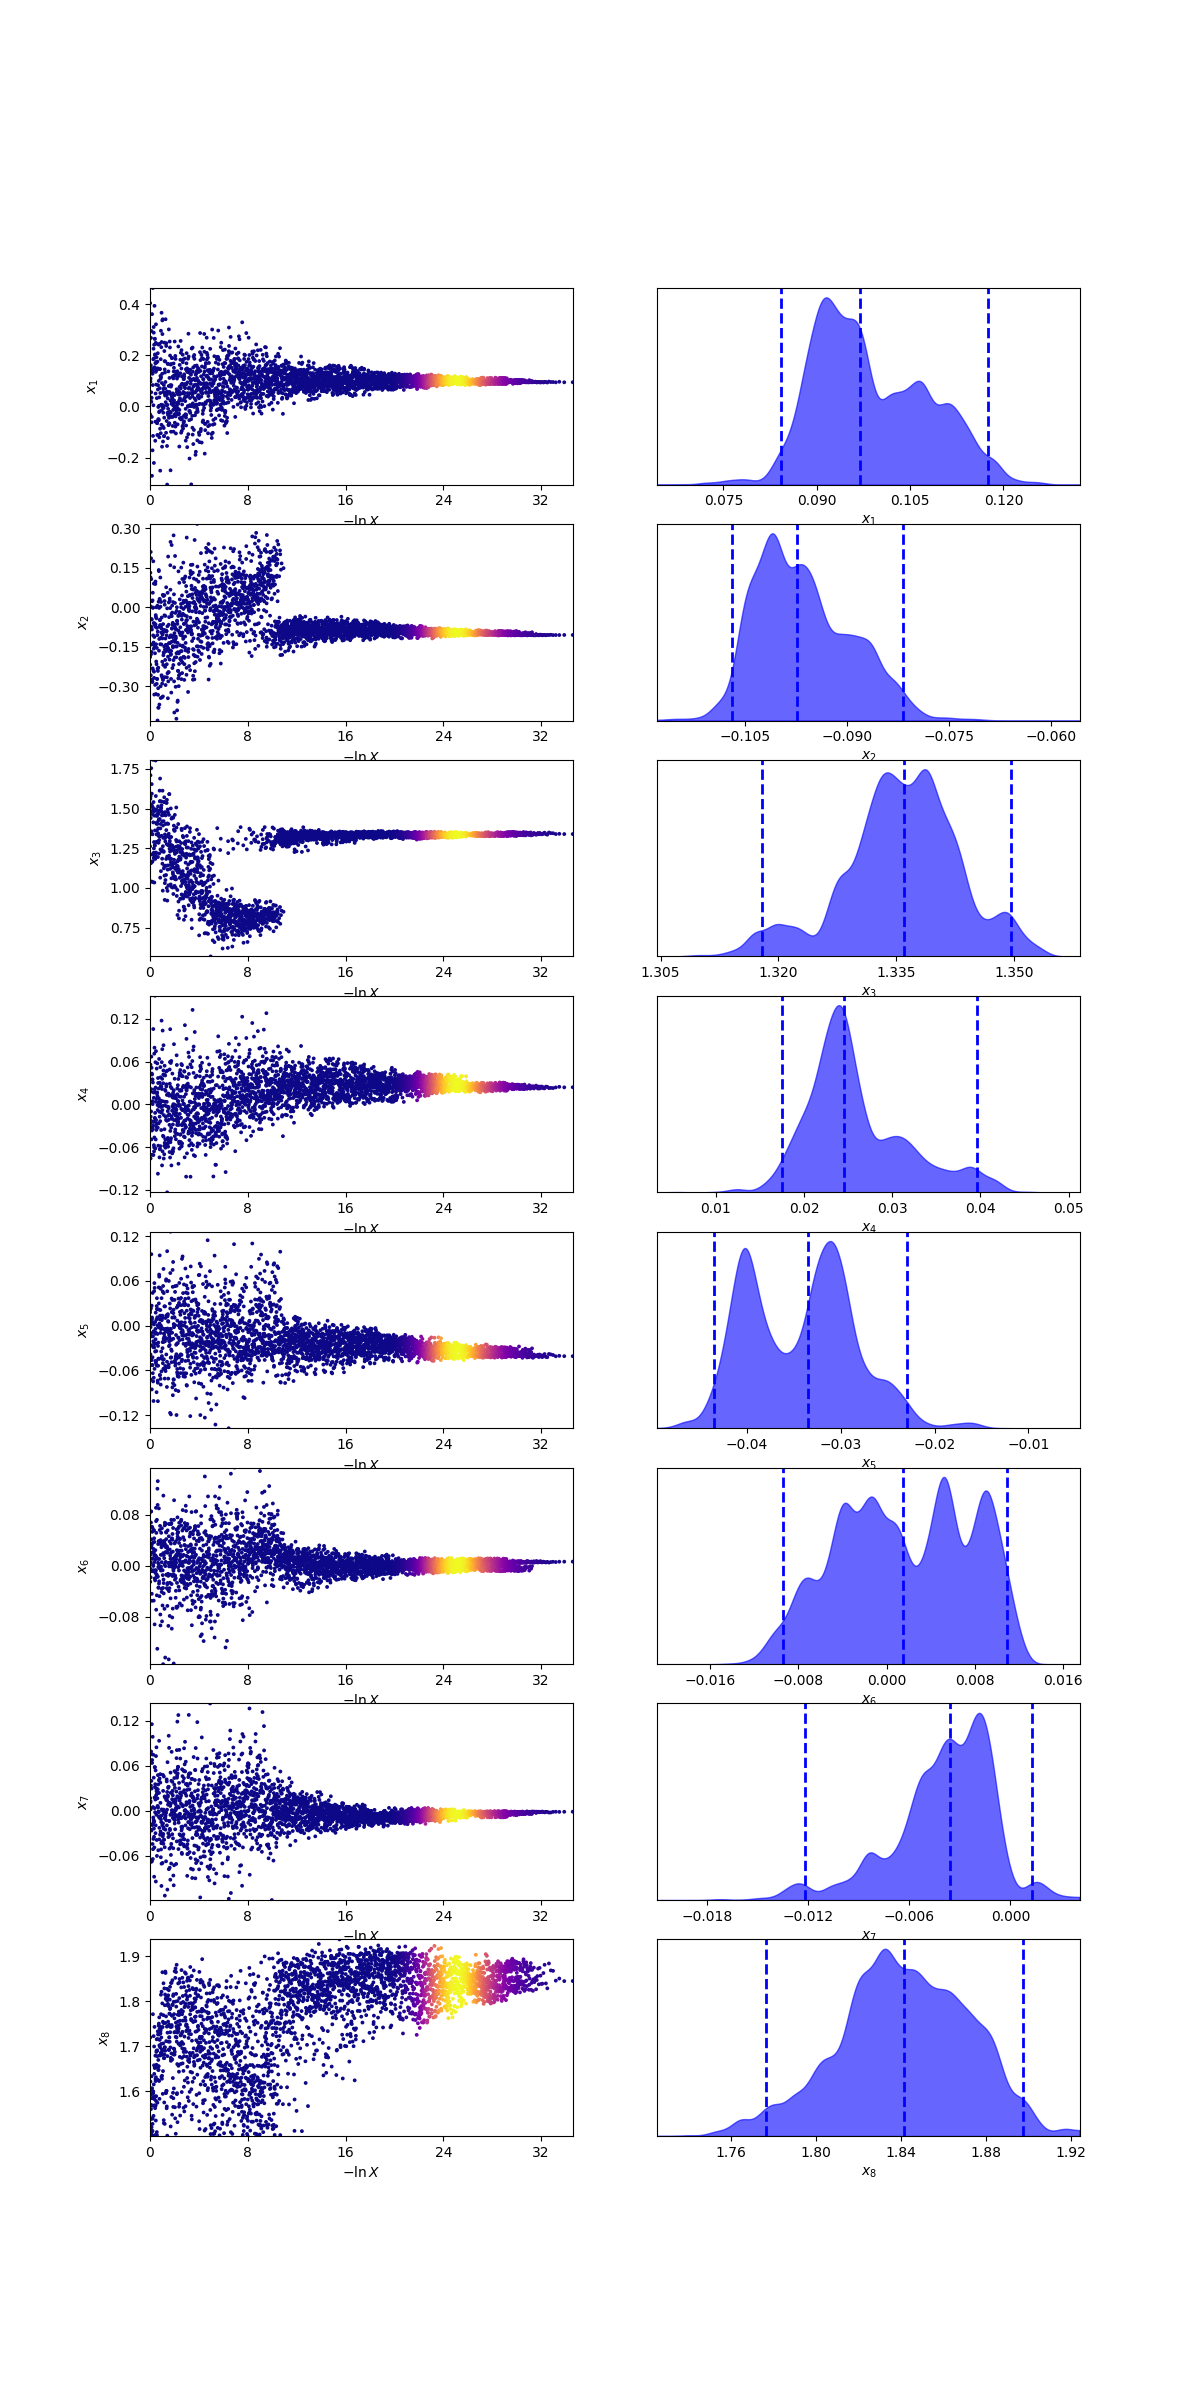 0.4
0.2
0.0
−0.2
x₁
0 8 16 24 32
−ln X
0.075 0.090 0.105 0.120
x₁
0.30
0.15
0.00
−0.15
−0.30
x₂
0 8 16 24 32
−ln X
−0.105 −0.090 −0.075 −0.060
x₂
1.75
1.50
1.25
1.00
0.75
x₃
0 8 16 24 32
−ln X
1.305 1.320 1.335 1.350
x₃
0.12
0.06
0.00
−0.06
−0.12
x₄
0 8 16 24 32
−ln X
0.01 0.02 0.03 0.04 0.05
x₄
0.12
0.06
0.00
−0.06
−0.12
x₅
0 8 16 24 32
−ln X
−0.04 −0.03 −0.02 −0.01
x₅
0.08
0.00
−0.08
x₆
0 8 16 24 32
−ln X
−0.016 −0.008 0.000 0.008 0.016
x₆
0.12
0.06
0.00
−0.06
x₇
0 8 16 24 32
−ln X
−0.018 −0.012 −0.006 0.000
x₇
1.9
1.8
1.7
1.6
x₈
0 8 16 24 32
−ln X
1.76 1.80 1.84 1.88 1.92
x₈